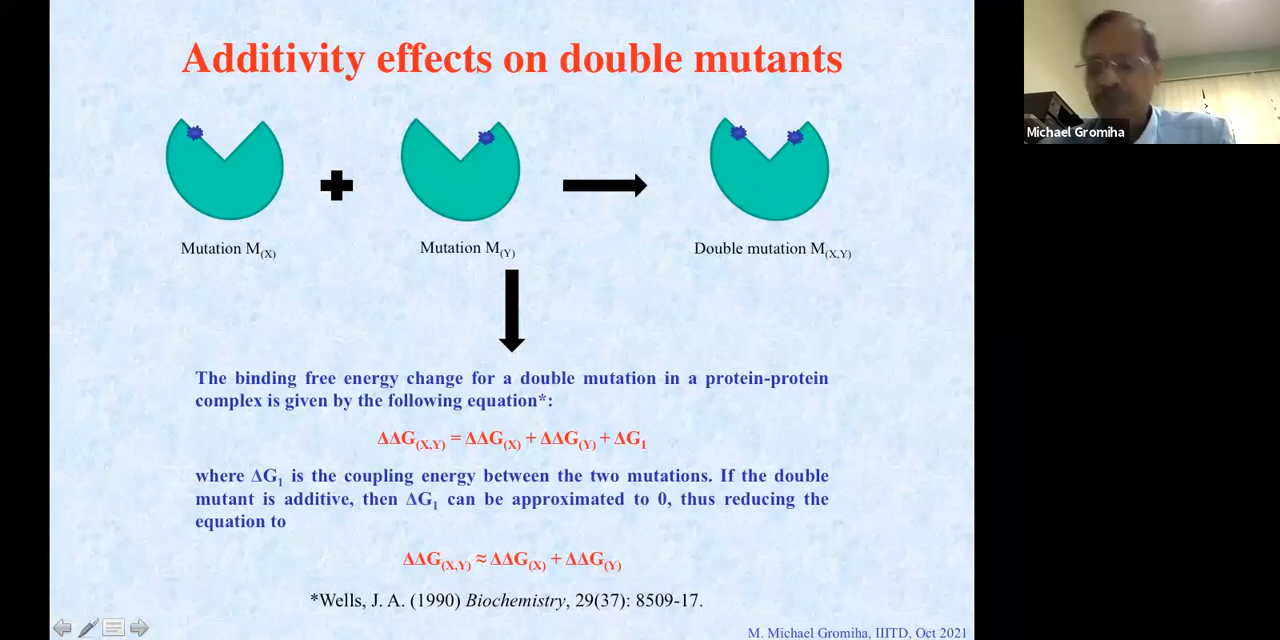 Additivity effects on double mutants
Michael Gromiha
Mutation M(X)
Mutation M(Y)
Double mutation M(X,Y)
The binding free energy change for a double mutation in a protein-protein
complex is given by the following equation*:
ΔΔG(X,Y) = ΔΔG(X) + ΔΔG(Y) + ΔG1
where ΔG1 is the coupling energy between the two mutations. If the double
mutant is additive, then ΔG1 can be approximated to 0, thus reducing the
equation to
ΔΔG(X,Y) ≈ ΔΔG(X) + ΔΔG(Y)
*Wells, J. A. (1990) Biochemistry, 29(37): 8509-17.
M. Michael Gromiha, IIITD, Oct 2021